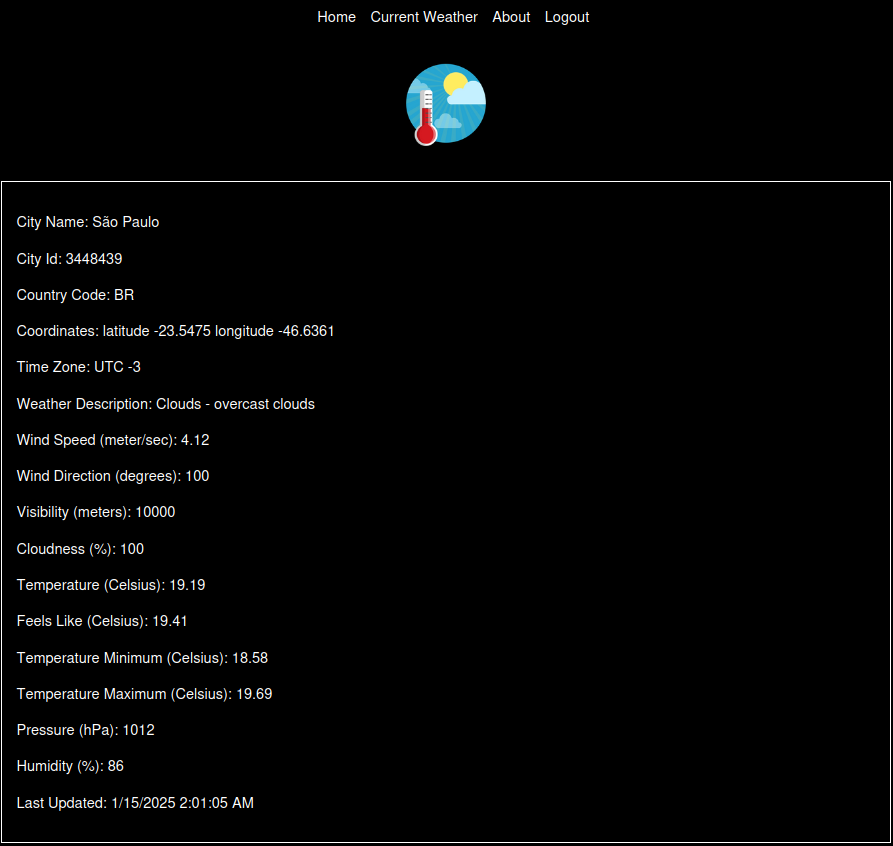 Home Current Weather About Logout
City Name: São Paulo
City Id: 3448439
Country Code: BR
Coordinates: latitude -23.5475 longitude -46.6361
Time Zone: UTC -3
Weather Description: Clouds - overcast clouds
Wind Speed (meter/sec): 4.12
Wind Direction (degrees): 100
Visibility (meters): 10000
Cloudness (%): 100
Temperature (Celsius): 19.19
Feels Like (Celsius): 19.41
Temperature Minimum (Celsius): 18.58
Temperature Maximum (Celsius): 19.69
Pressure (hPa): 1012
Humidity (%): 86
Last Updated: 1/15/2025 2:01:05 AM